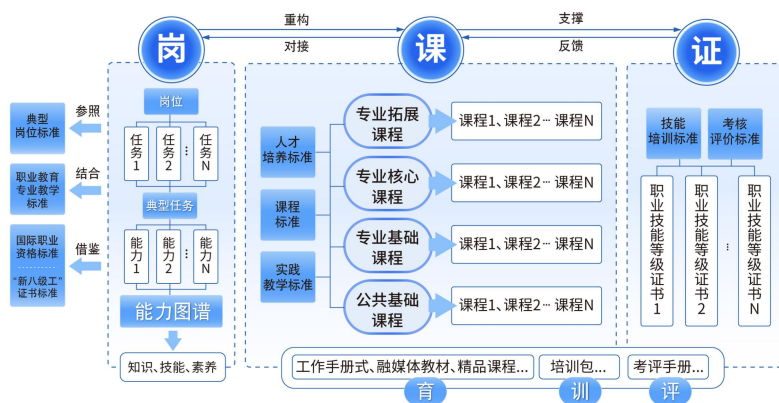 重构
支撑
岗
课
证
对接
反馈
典型
岗位标准
参照
职业教育
专业教学
标准
结合
国际职业
资格标准
“新八级工”
证书标准
借鉴
岗位
任务1
任务2
...
任务N
典型任务
能力1
能力2
...
能力N
能力图谱
知识、技能、素养
人才
培养标准
课程
标准
实践
教学标准
专业拓展
课程
课程1、课程2... 课程N
专业核心
课程
课程1、课程2... 课程N
专业基础
课程
课程1、课程2... 课程N
公共基础
课程
课程1、课程2... 课程N
技能
培训标准
考核
评价标准
职业技能等级证书1
职业技能等级证书2
...
职业技能等级证书N
工作手册式、融媒体教材、精品课程...
培训包...
考评手册...
育
训
评